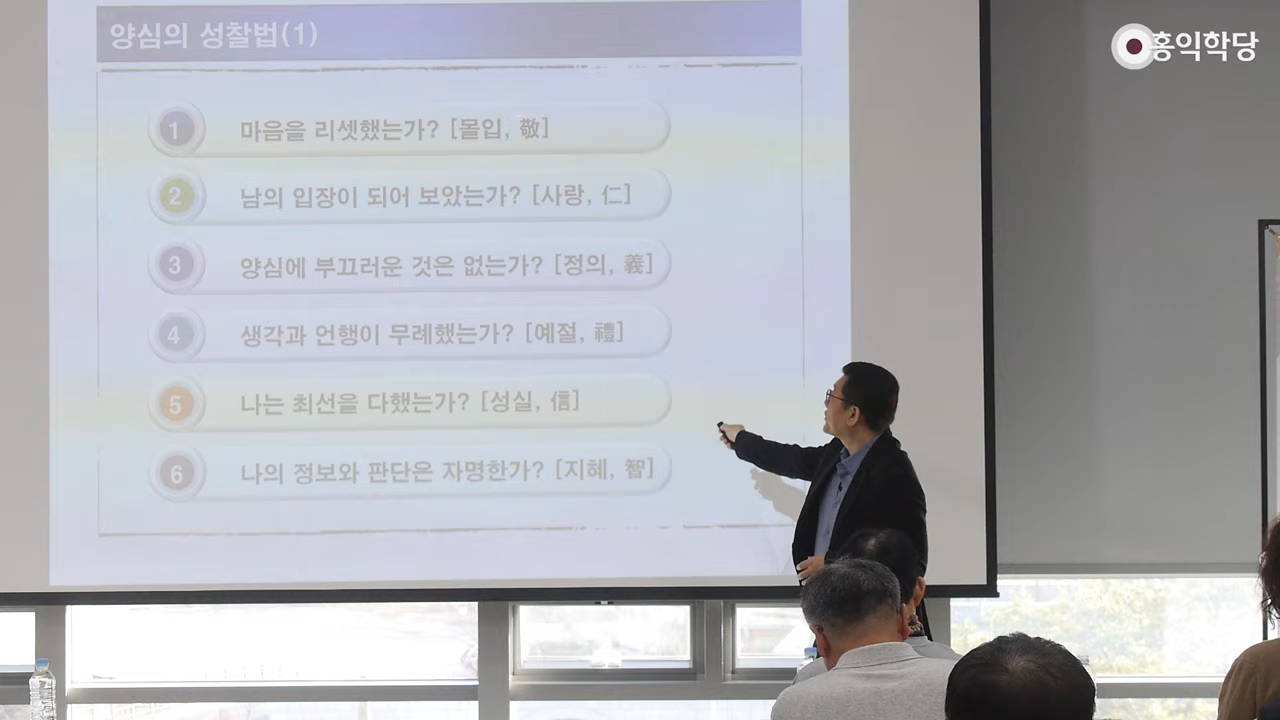 양심의 성찰법(1)
홍익학당
1 마음을 리셋했는가? [몰입, 敬]
2 남의 입장이 되어 보았는가? [사랑, 仁]
3 양심에 부끄러운 것은 없는가? [정의, 義]
4 생각과 언행이 무례했는가? [예절, 禮]
5 나는 최선을 다했는가? [성실, 信]
6 나의 정보와 판단은 자명한가? [지혜, 智]